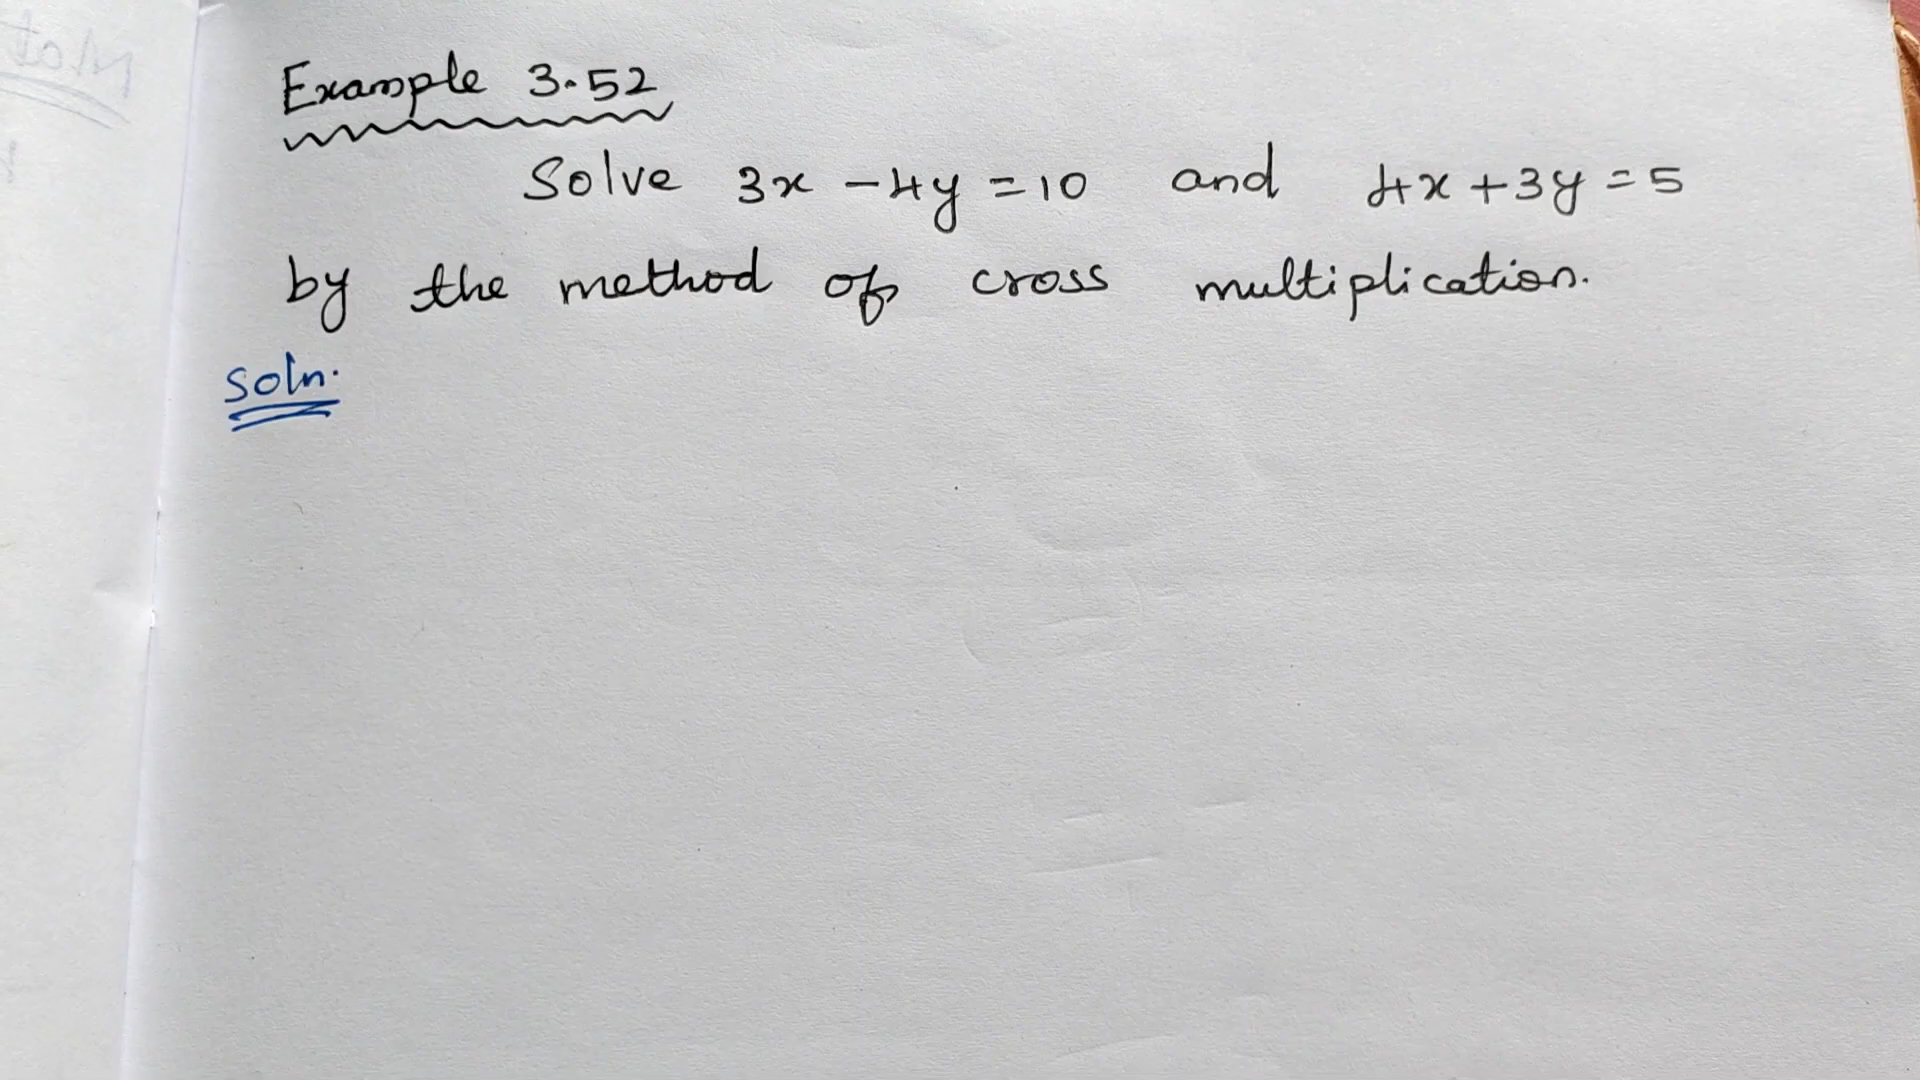 Example 3.52
Solve 3x - 4y = 10 and 4x + 3y = 5
by the method of cross multiplication.
Soln.